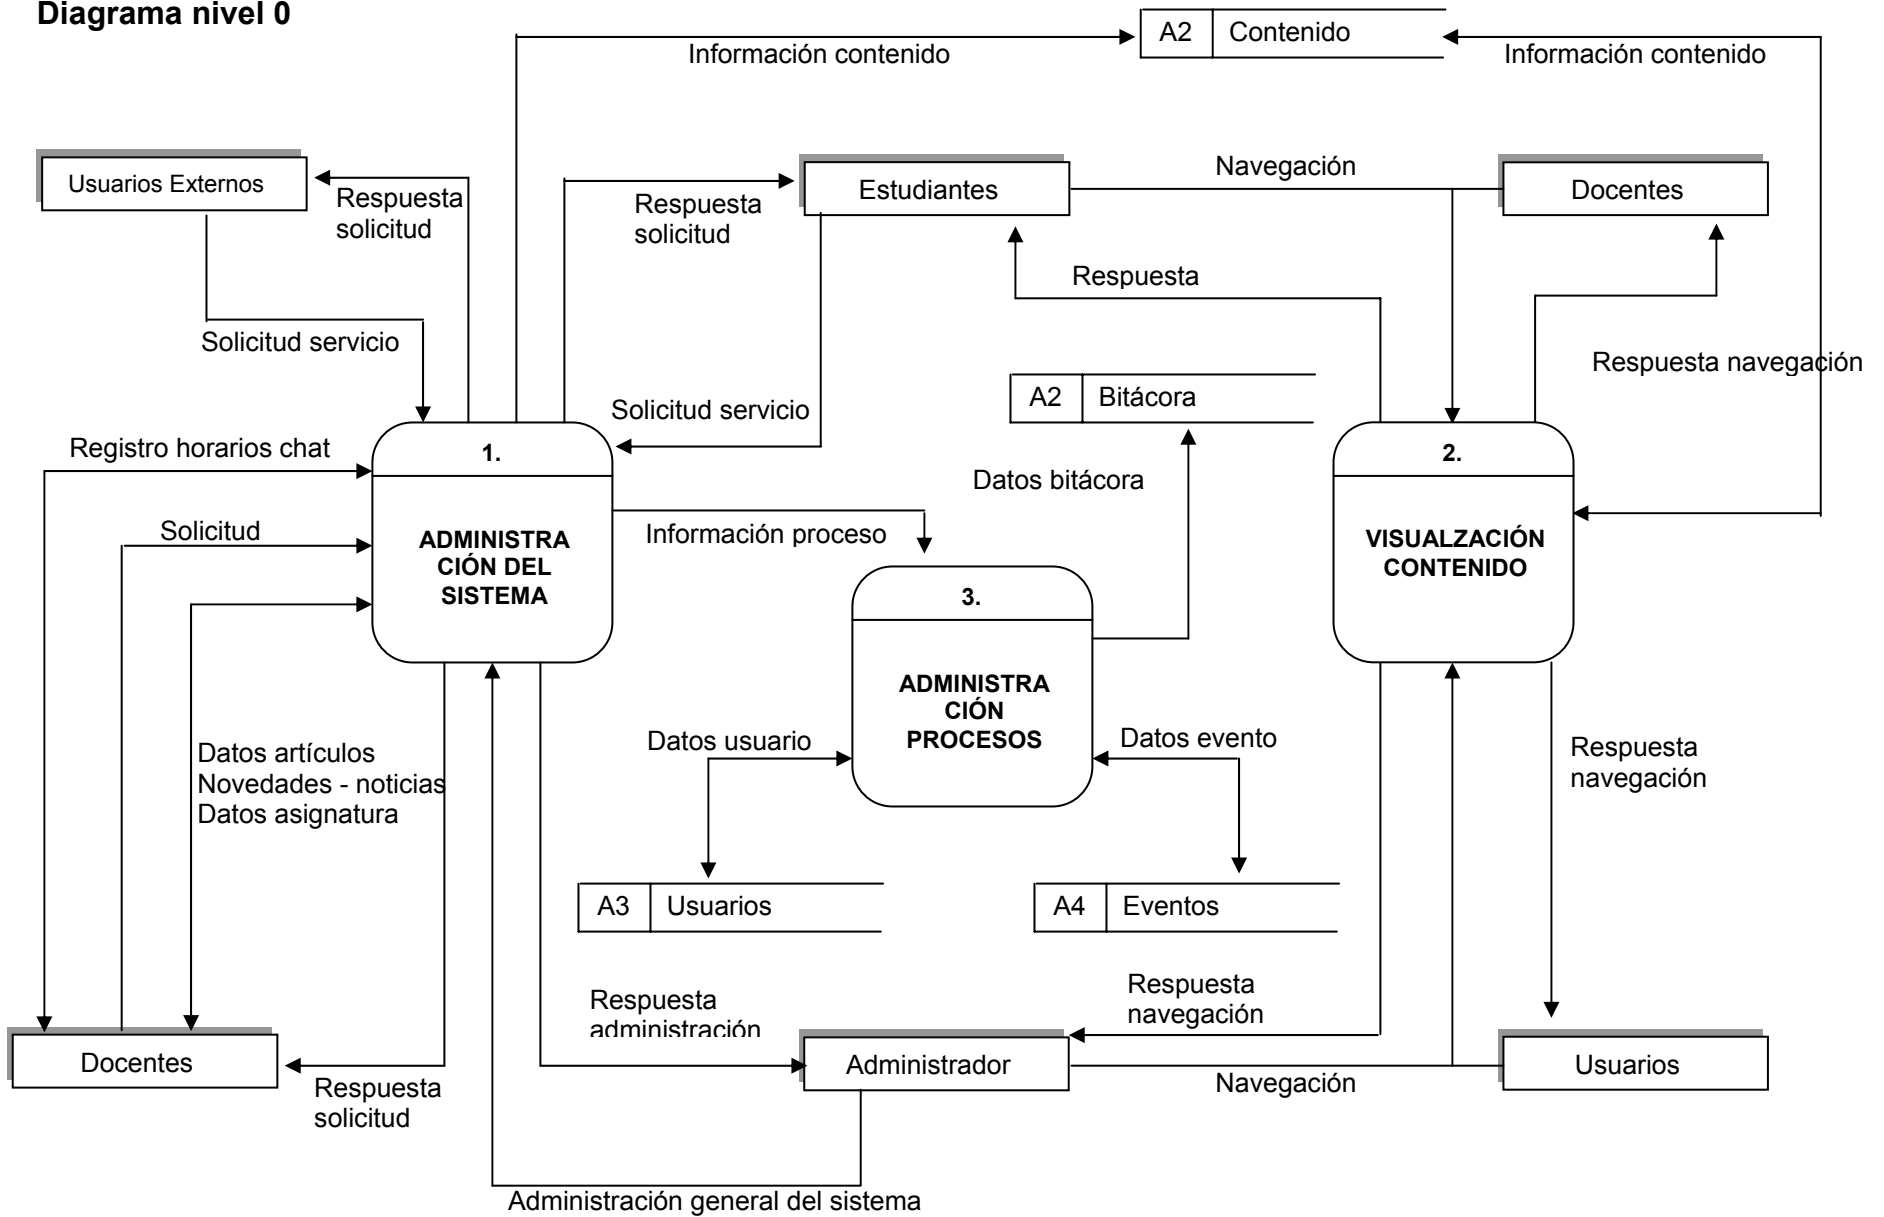 Diagrama nivel 0
A2
Contenido
Información contenido
Información contenido
Usuarios Externos
Respuesta
solicitud
Respuesta
solicitud
Estudiantes
Navegación
Docentes
Respuesta
Solicitud servicio
Respuesta navegación
A2
Bitácora
Solicitud servicio
Registro horarios chat
1.
2.
Datos bitácora
Solicitud
Información proceso
ADMINISTRA
CIÓN DEL
SISTEMA
VISUALZACIÓN
CONTENIDO
3.
ADMINISTRA
CIÓN
PROCESOS
Datos usuario
Datos evento
Datos artículos
Novedades - noticias
Datos asignatura
Respuesta
navegación
A3
Usuarios
A4
Eventos
Respuesta
administración
Respuesta
navegación
Docentes
Administrador
Usuarios
Respuesta
solicitud
Navegación
Administración general del sistema